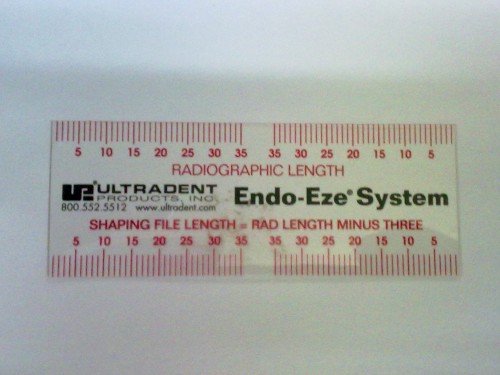 5 10 15 20 25 30 35 35 30 25 20 15 10 5
RADIOGRAPHIC LENGTH
UP ULTRADENT
PRODUCTS, INC.
800.552.5512 www.ultradent.com
Endo-Eze® System
SHAPING FILE LENGTH = RAD LENGTH MINUS THREE
5 10 15 20 25 30 35 35 30 25 20 15 10 5